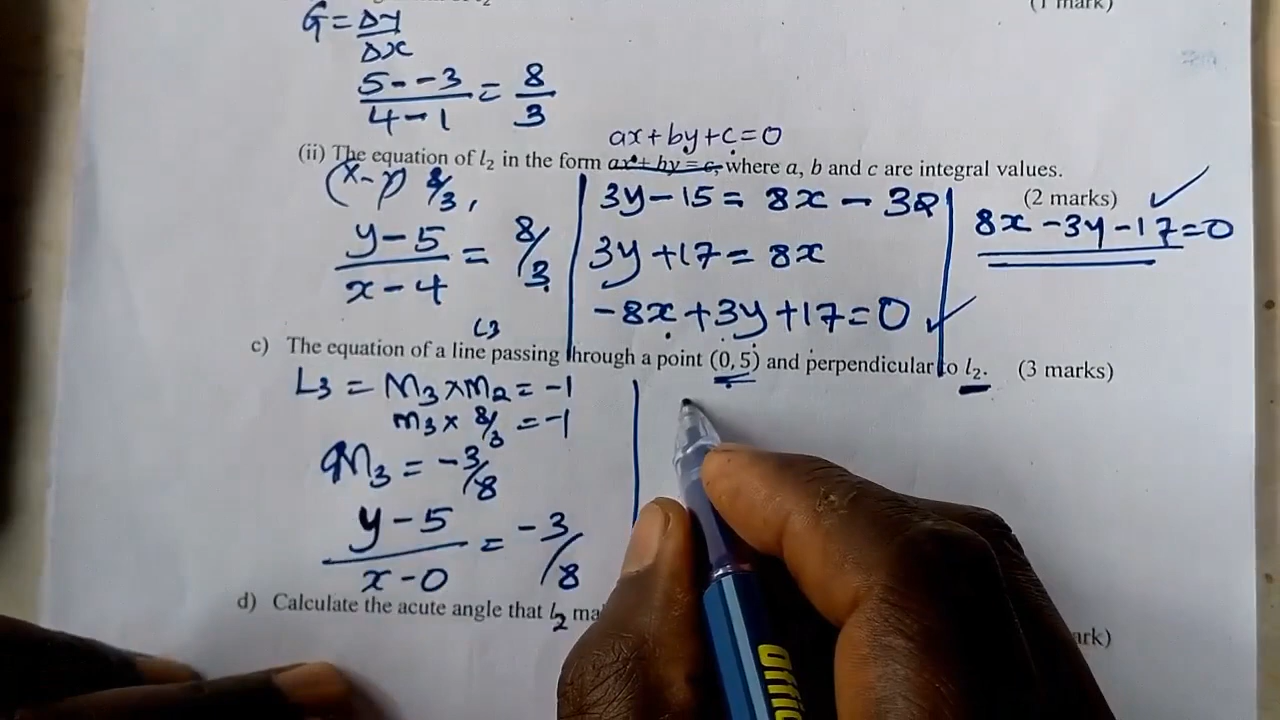 (1 mark)
G = Δy
Δx
5 - -3 = 8
4 - 1 3
ax + by + c = 0
(ii) The equation of l₂ in the form ax + by = c, where a, b and c are integral values.
(2 marks)
8/3,
y - 5 = 8/3
x - 4
3y - 15 = 8x - 32
3y + 17 = 8x
-8x + 3y + 17 = 0
8x - 3y - 17 = 0
L3
c) The equation of a line passing through a point (0, 5) and perpendicular to l₂. (3 marks)
L3 = M3 x M2 = -1
m3 x 8/3 = -1
M3 = -3/8
y - 5 = -3/8
x - 0
d) Calculate the acute angle that l₂
offi